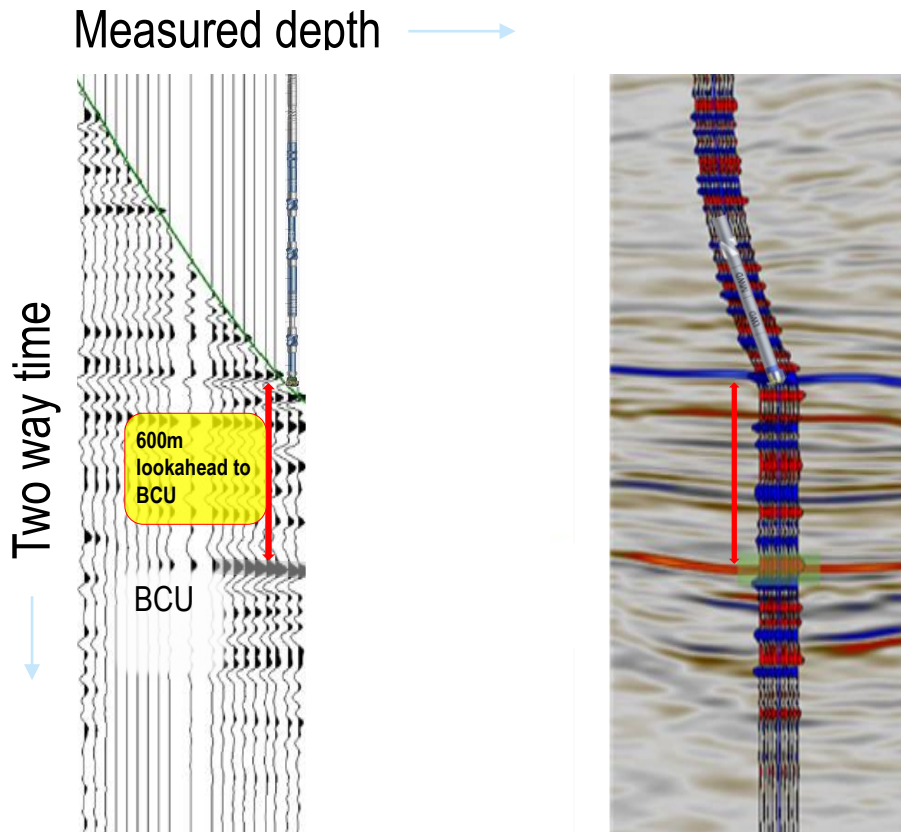 Measured depth
Two way time
600m
lookahead to
BCU
BCU